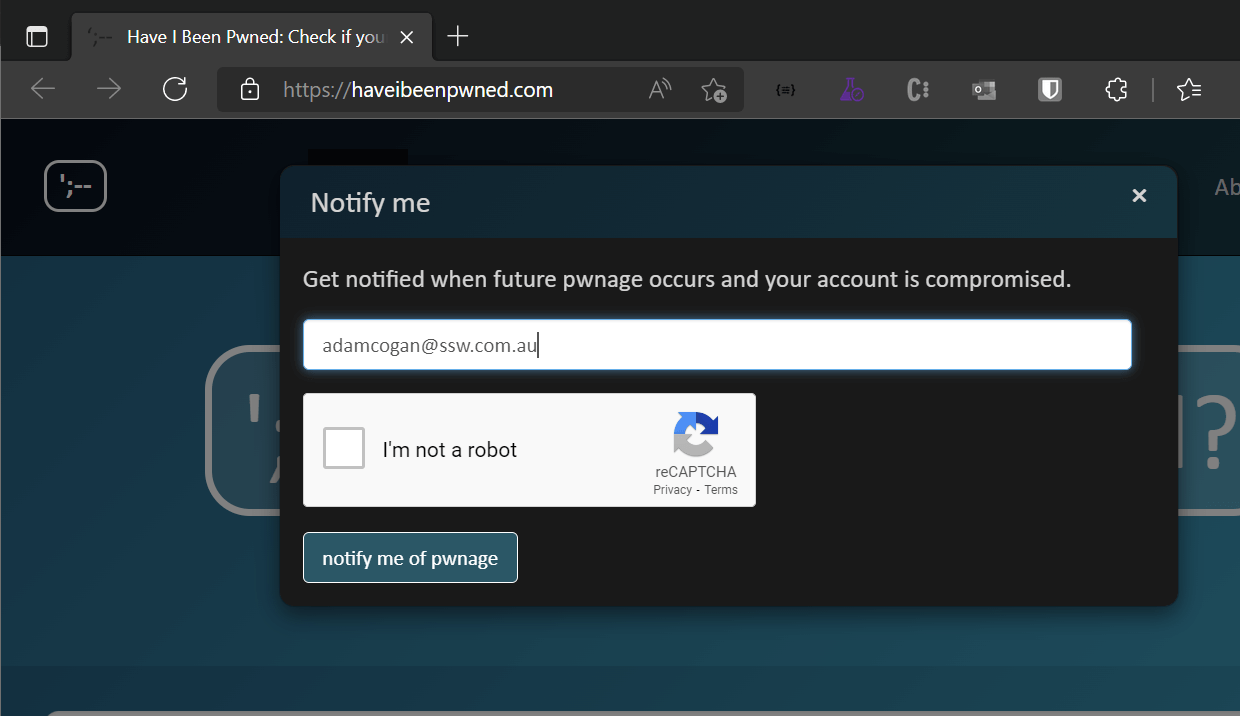 Have I Been Pwned: Check if you
https://haveibeenpwned.com
';--
Ab
Notify me
Get notified when future pwnage occurs and your account is compromised.
adamcogan@ssw.com.au
I'm not a robot
reCAPTCHA
Privacy - Terms
notify me of pwnage